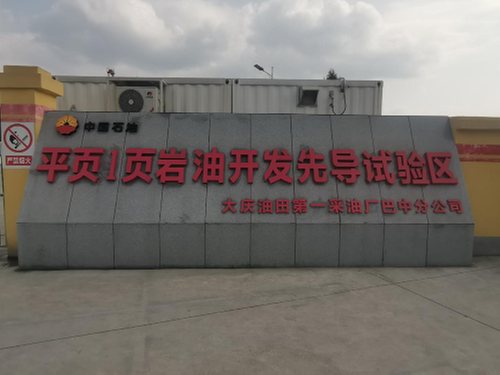 中国石油
平页1页岩油开发先导试验区
大庆油田第一采油厂巴中分公司
严禁烟火